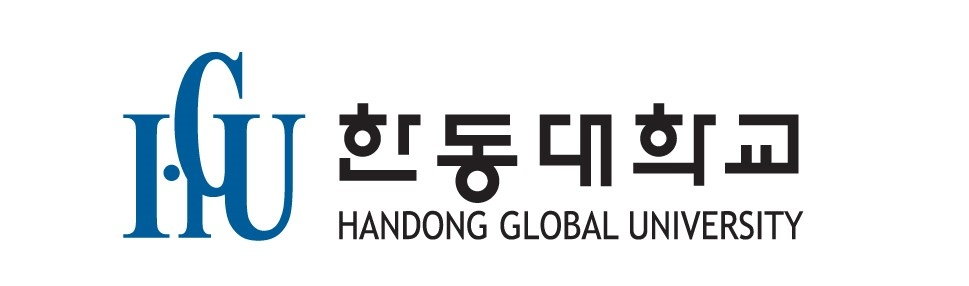 HGU
한동대학교
HANDONG GLOBAL UNIVERSITY